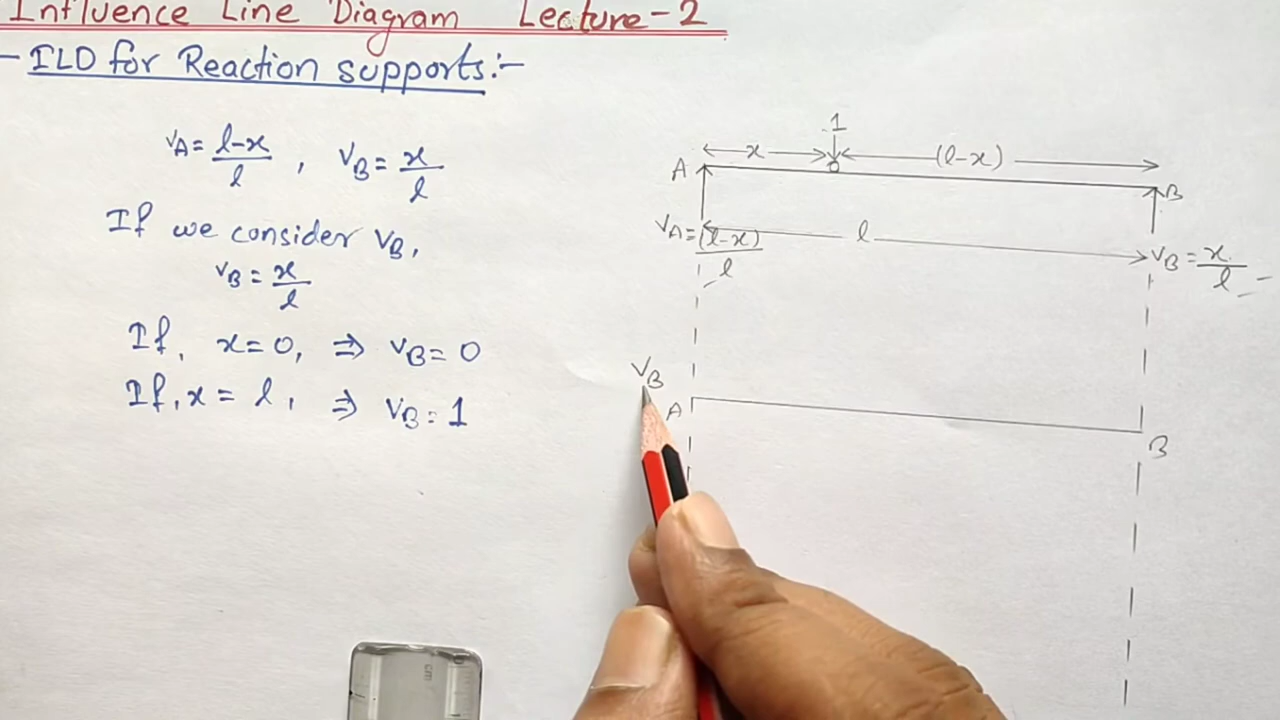 Influence Line Diagram Lecture-2
- ILD for Reaction supports:-
VA = (l-x)/l , VB = x/l
If we consider VB,
VB = x/l
If, x=0, ⇒ VB = 0
If, x = l, ⇒ VB = 1
1
x (l-x)
A B
VA = (l-x)/l l VB = x/l
VB
A B
cm